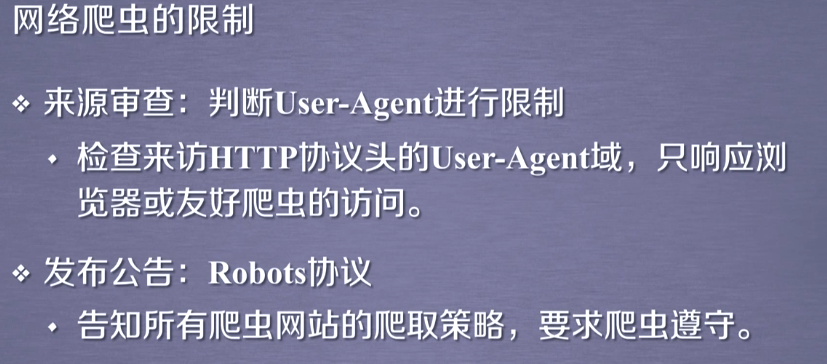 网络爬虫的限制
❖ 来源审查：判断User-Agent进行限制
• 检查来访HTTP协议头的User-Agent域，只响应浏
览器或友好爬虫的访问。
❖ 发布公告：Robots协议
• 告知所有爬虫网站的爬取策略，要求爬虫遵守。